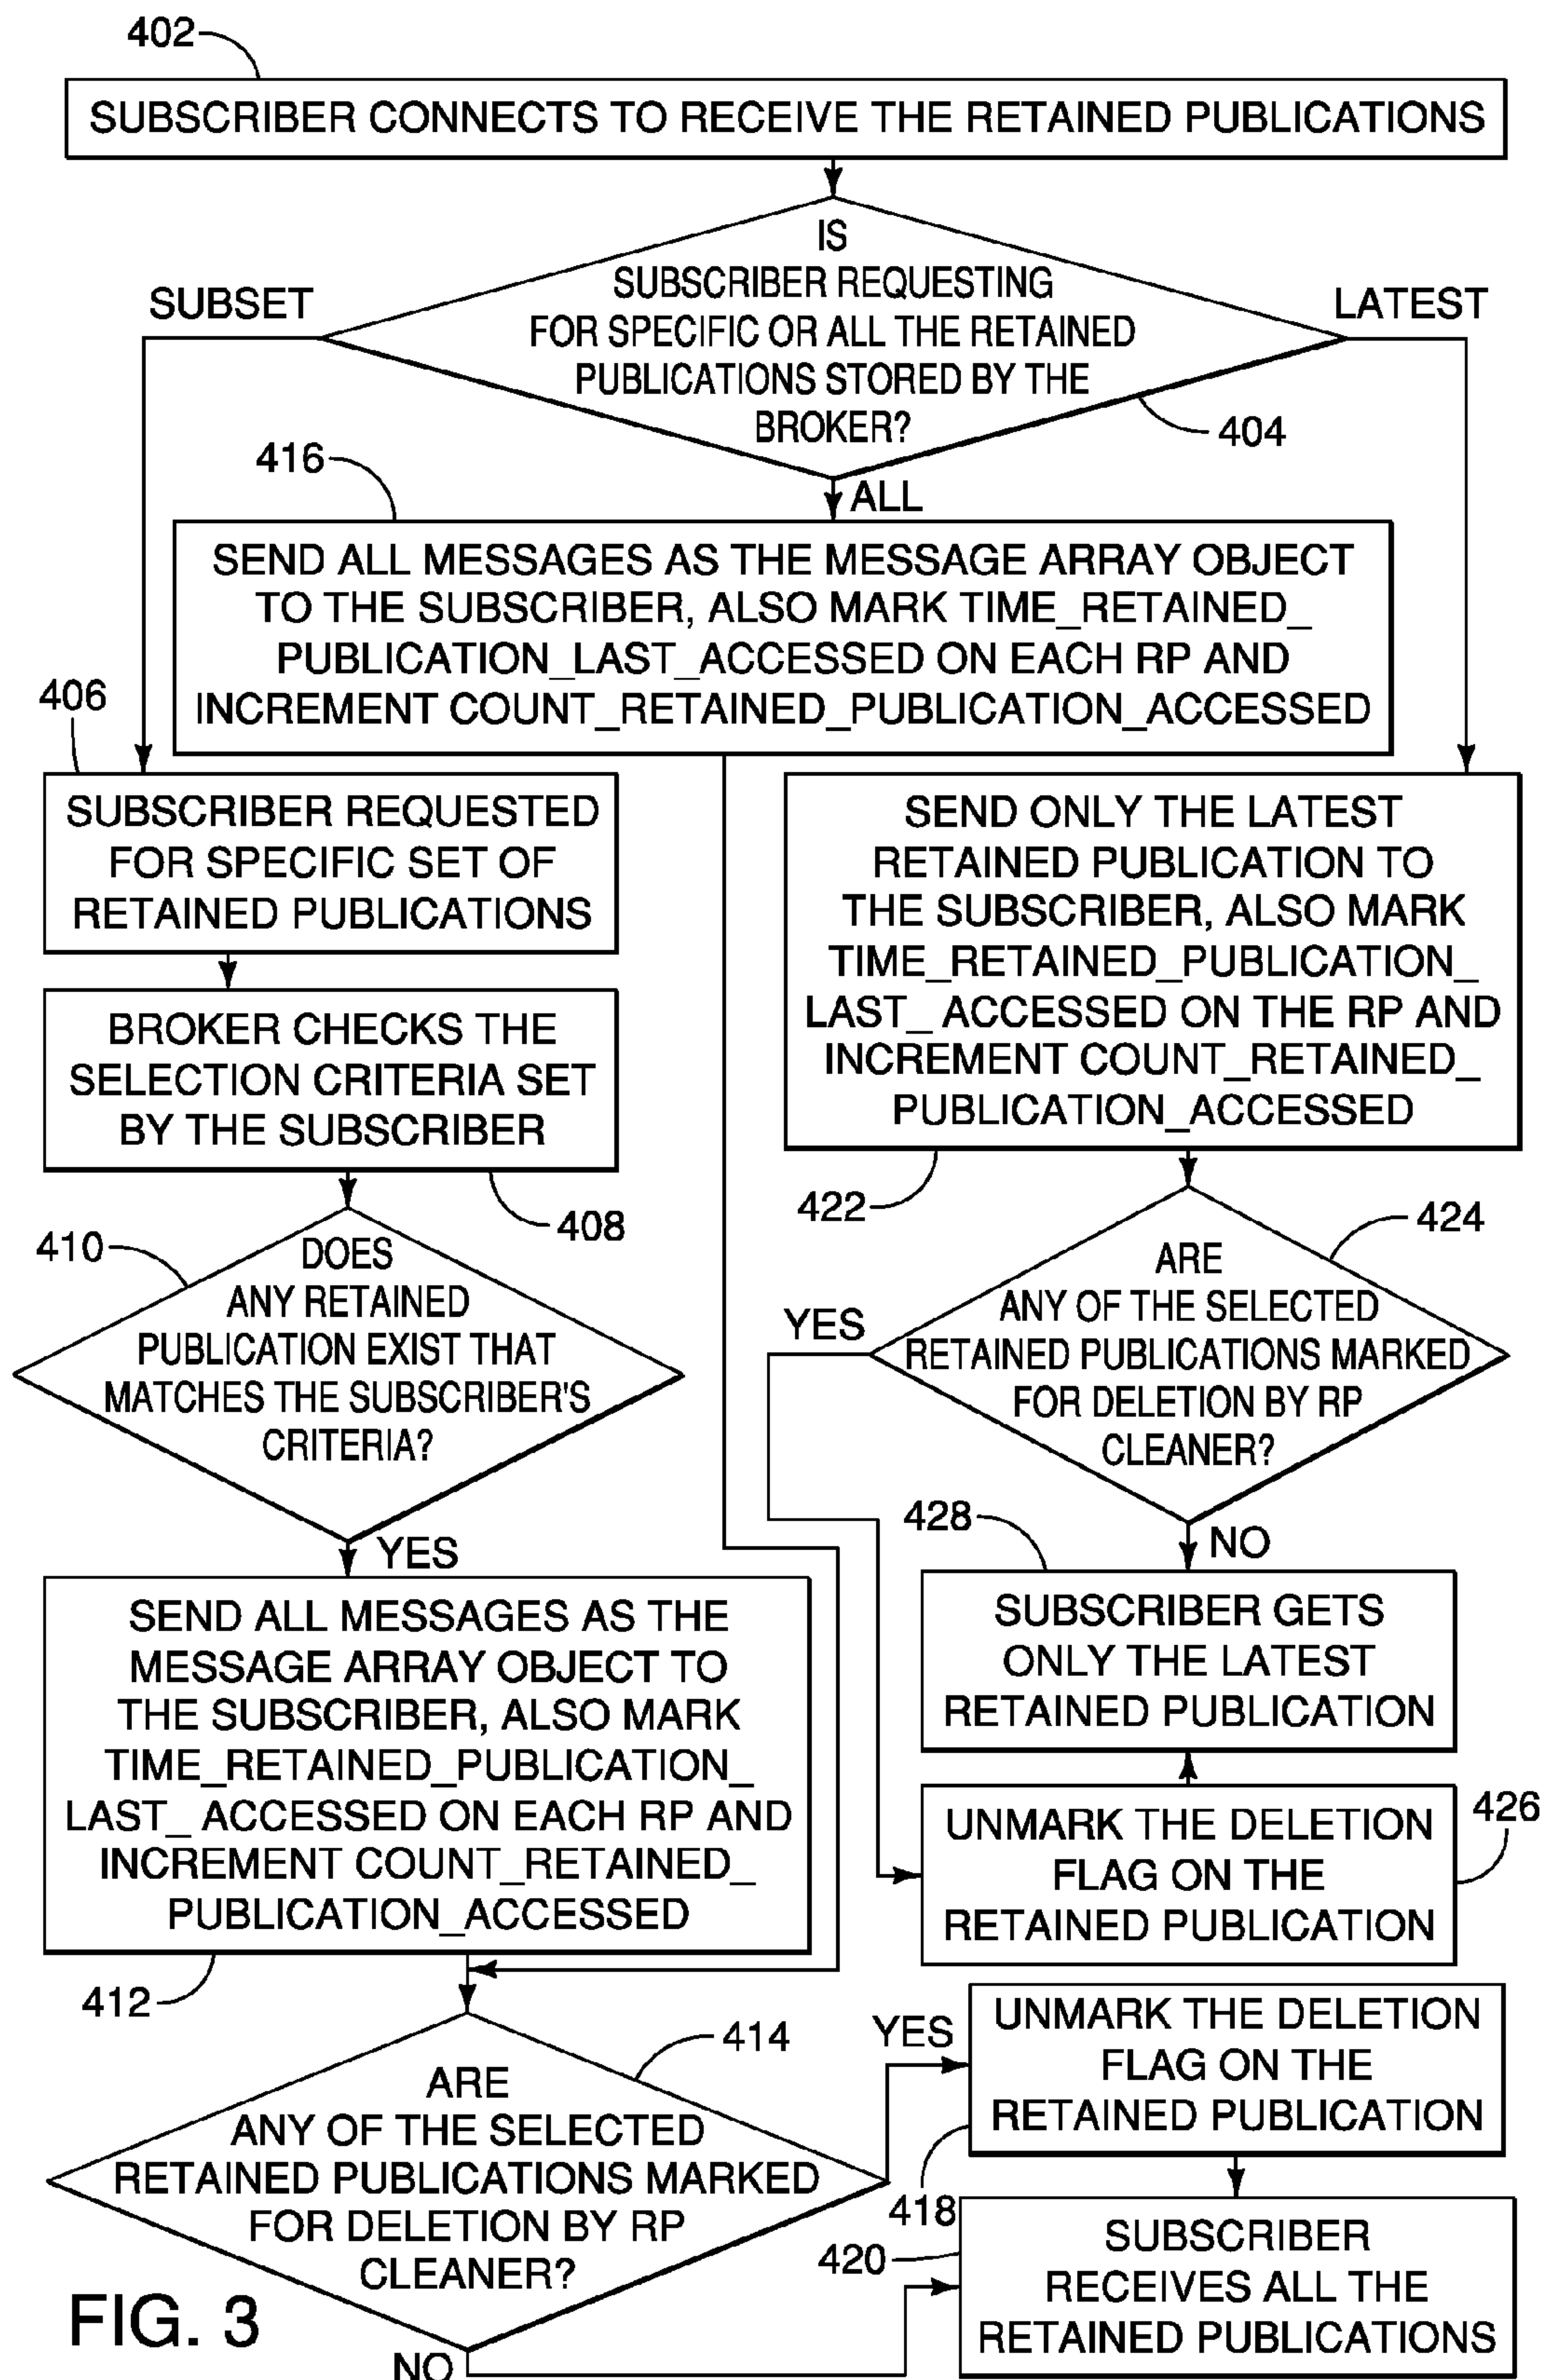 402
SUBSCRIBER CONNECTS TO RECEIVE THE RETAINED PUBLICATIONS
IS
SUBSCRIBER REQUESTING
FOR SPECIFIC OR ALL THE RETAINED
PUBLICATIONS STORED BY THE
BROKER?
404
SUBSET
LATEST
ALL
416
SEND ALL MESSAGES AS THE MESSAGE ARRAY OBJECT
TO THE SUBSCRIBER, ALSO MARK TIME_RETAINED_
PUBLICATION_LAST_ACCESSED ON EACH RP AND
INCREMENT COUNT_RETAINED_PUBLICATION_ACCESSED
406
SUBSCRIBER REQUESTED
FOR SPECIFIC SET OF
RETAINED PUBLICATIONS
BROKER CHECKS THE
SELECTION CRITERIA SET
BY THE SUBSCRIBER
408
410
DOES
ANY RETAINED
PUBLICATION EXIST THAT
MATCHES THE SUBSCRIBER'S
CRITERIA?
YES
SEND ALL MESSAGES AS THE
MESSAGE ARRAY OBJECT TO
THE SUBSCRIBER, ALSO MARK
TIME_RETAINED_PUBLICATION_
LAST_ ACCESSED ON EACH RP AND
INCREMENT COUNT_RETAINED_
PUBLICATION_ACCESSED
412
SEND ONLY THE LATEST
RETAINED PUBLICATION TO
THE SUBSCRIBER, ALSO MARK
TIME_RETAINED_PUBLICATION_
LAST_ ACCESSED ON THE RP AND
INCREMENT COUNT_RETAINED_
PUBLICATION_ACCESSED
422
424
ARE
ANY OF THE SELECTED
RETAINED PUBLICATIONS MARKED
FOR DELETION BY RP
CLEANER?
YES
NO
428
SUBSCRIBER GETS
ONLY THE LATEST
RETAINED PUBLICATION
UNMARK THE DELETION
FLAG ON THE
RETAINED PUBLICATION
426
414
ARE
ANY OF THE SELECTED
RETAINED PUBLICATIONS MARKED
FOR DELETION BY RP
CLEANER?
YES
NO
UNMARK THE DELETION
FLAG ON THE
RETAINED PUBLICATION
418
420
SUBSCRIBER
RECEIVES ALL THE
RETAINED PUBLICATIONS
FIG. 3